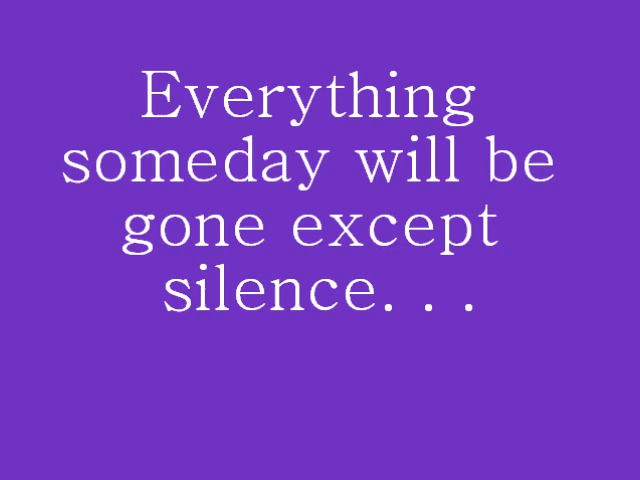 Everything
someday will be
gone except
silence. . .